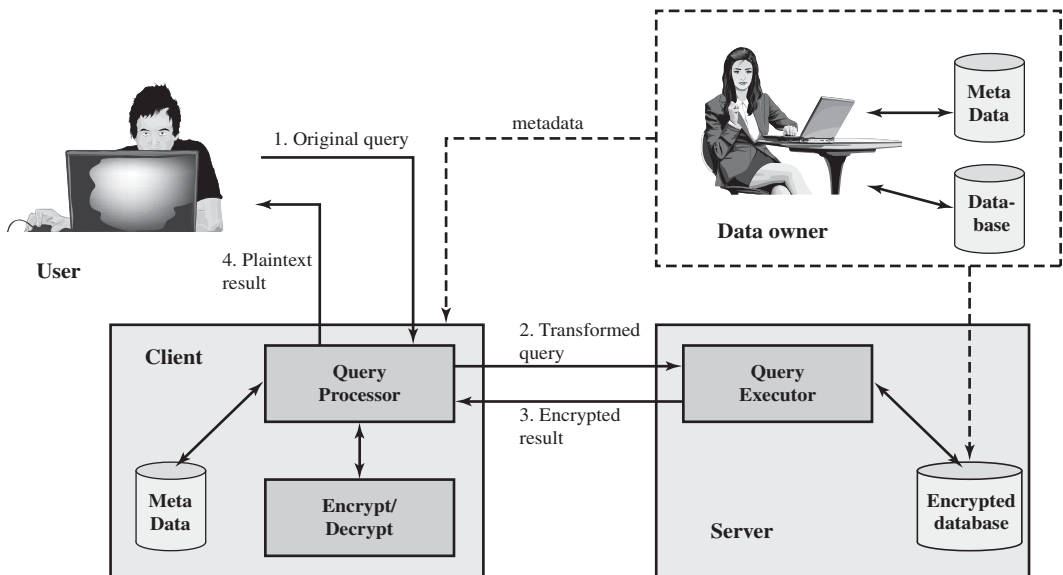 1. Original query
metadata
Meta
Data
Data-
base
Data owner
User
4. Plaintext
result
Client
Query
Processor
2. Transformed
query
3. Encrypted
result
Query
Executor
Meta
Data
Encrypt/
Decrypt
Server
Encrypted
database